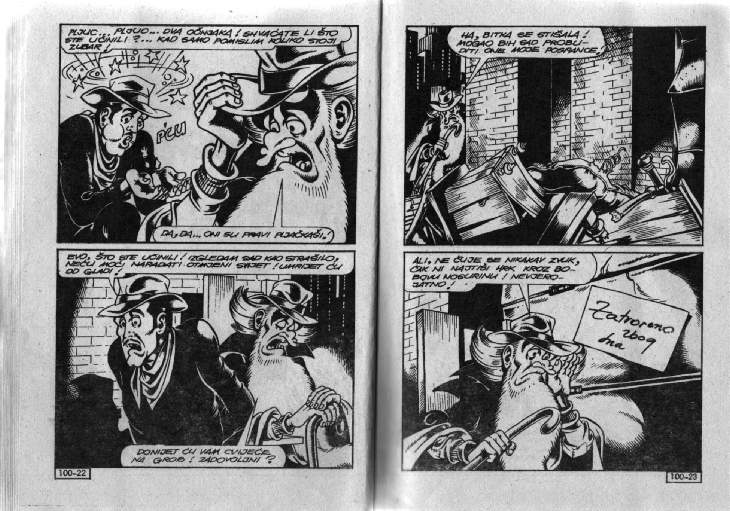 PLJUC... PLJUC... DVA OČNJAKA! SHVAĆATE LI ŠTO
STE UČINILI?... KAD SAMO POMISLIM KOLIKO STOJI
ZUBAR!
PLJU
DA, DA... ONI SU PRAVI PLJAČKAŠI!
EVO, ŠTO STE UČINILI! IZGLEDAM SAD KAO STRAŠILO,
NEĆU MOĆI NAPADATI OTMJENI SVIJET! UMRIJET ĆU
OD GLADI!
DONIJET ĆU VAM CVIJEĆE
NA GROB! ZADOVOLJNI?
100-22
HA, BITKA SE STIŠALA!
MOGAO BIH SAD PROBU-
DITI ONE MOJE POSPANCE,
ALI, NE ČUJE SE NIKAKAV ZVUK,
ČAK NI NAJTIŠI HRK KROZ BO-
BOVU NOSURINU! NEVJERO-
JATNO!
Zatvoreno
zbog
sna
100-23